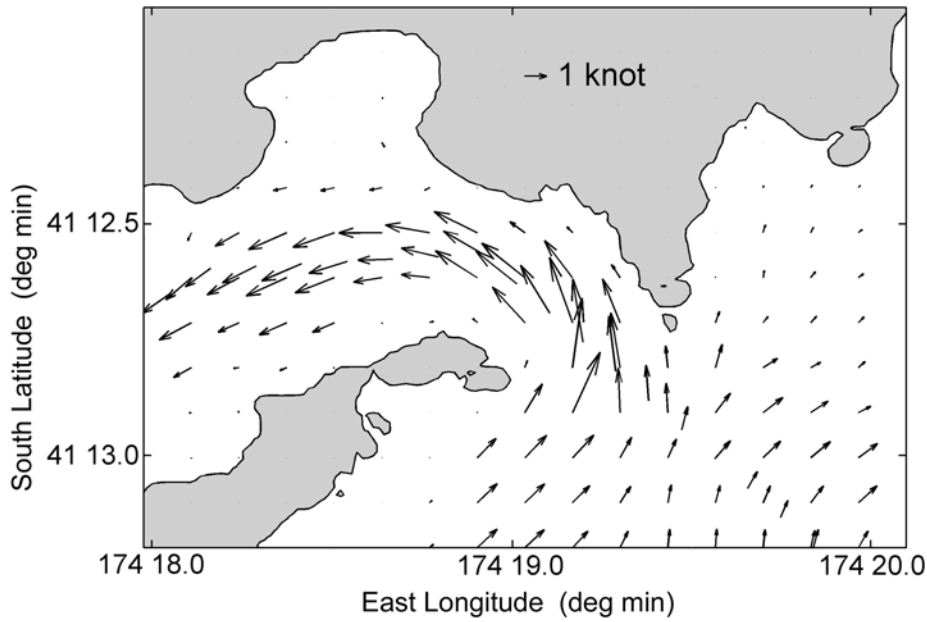 1 knot
South Latitude (deg min)
41 12.5
41 13.0
174 18.0
174 19.0
174 20.0
East Longitude (deg min)